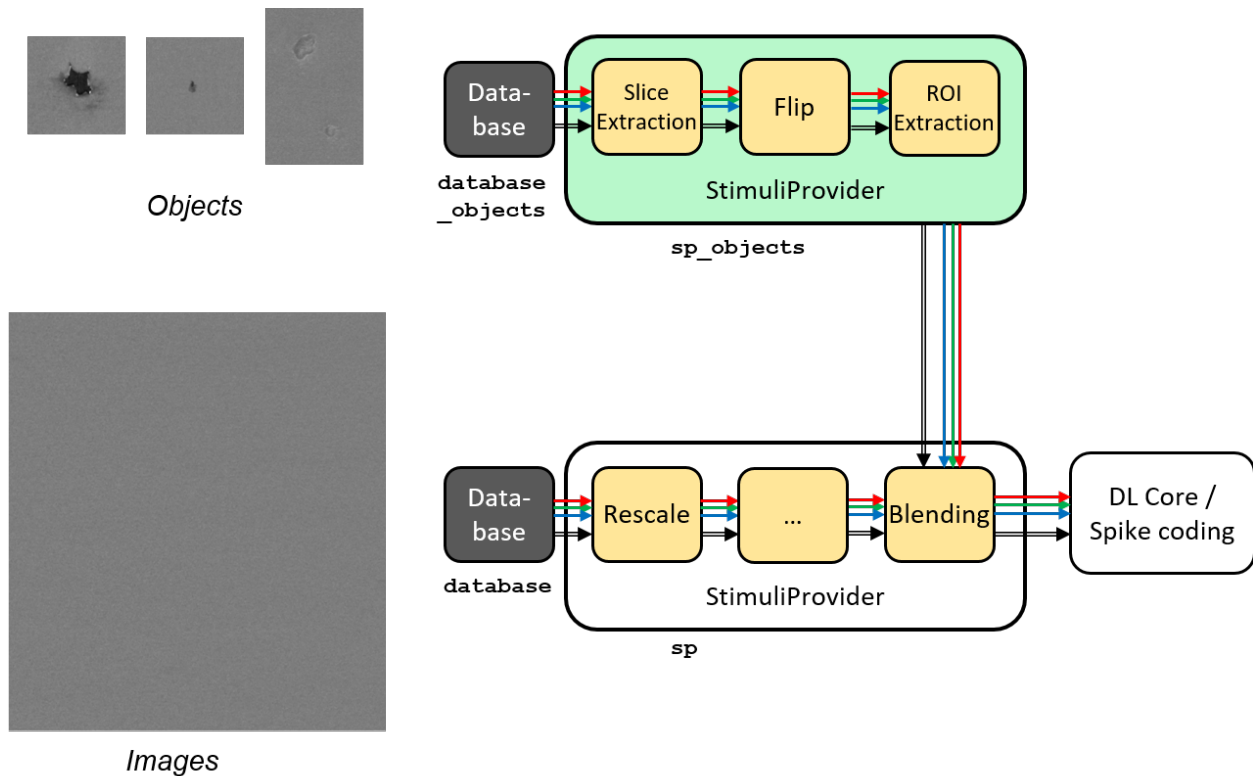 Objects
Data-
base
database
_objects
Slice
Extraction
Flip
ROI
Extraction
StimuliProvider
sp_objects
Images
Data-
base
database
Rescale
...
Blending
StimuliProvider
sp
DL Core /
Spike coding